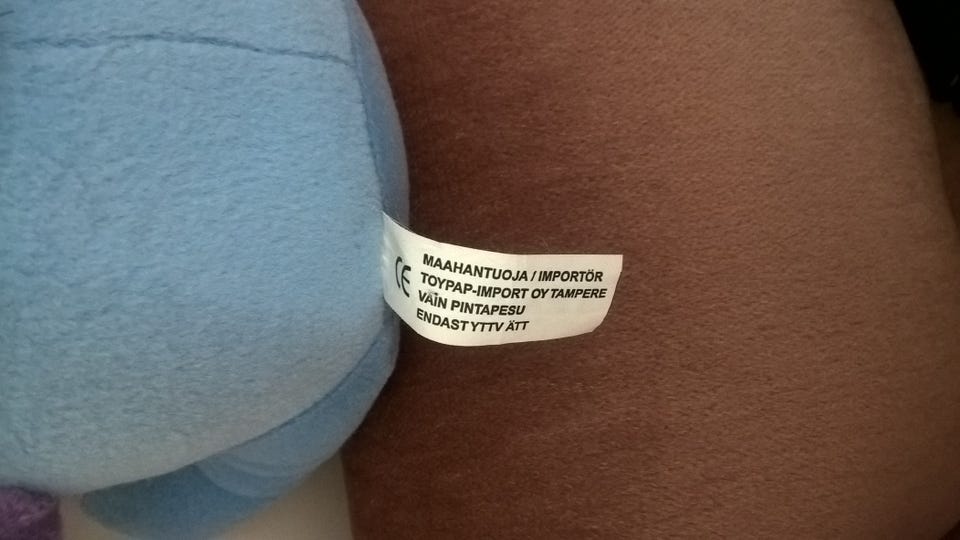 CE
MAAHANTUOJA / IMPORTÖR
TOYPAP-IMPORT OY TAMPERE
VAIN PINTAPESU
ENDAST YTTV ÄTT